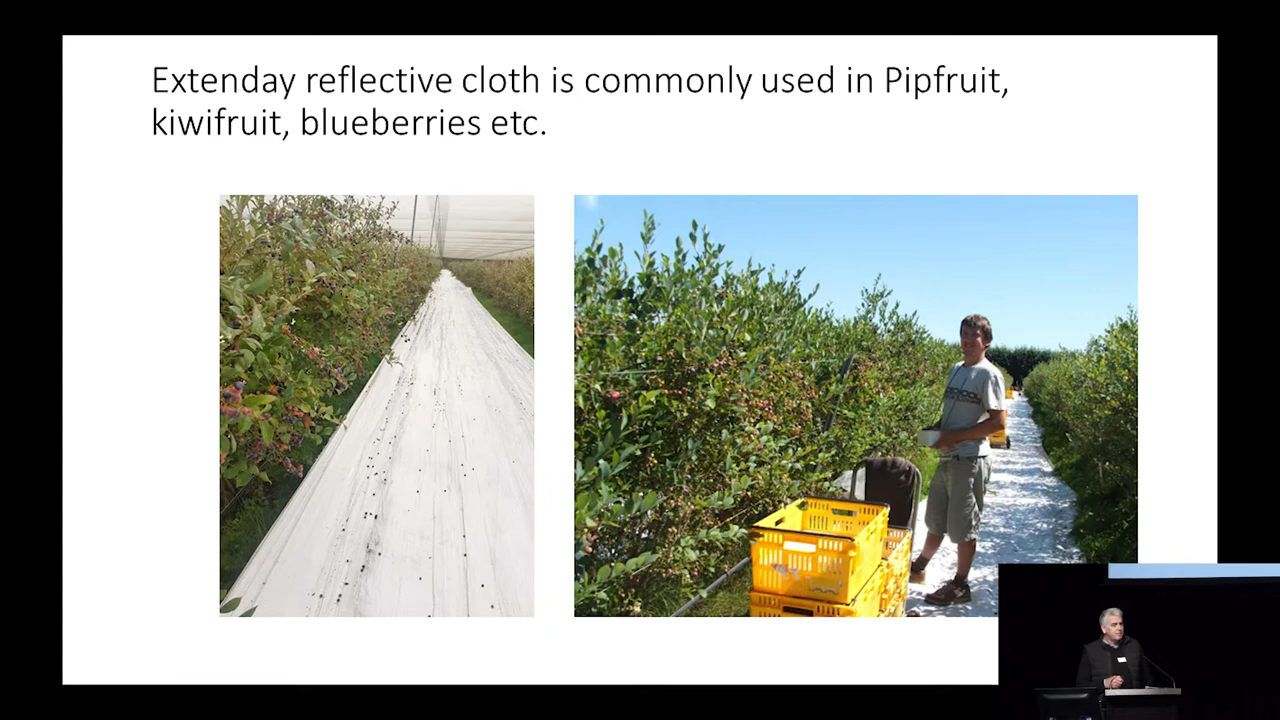 Extenday reflective cloth is commonly used in Pipfruit,
kiwifruit, blueberries etc.